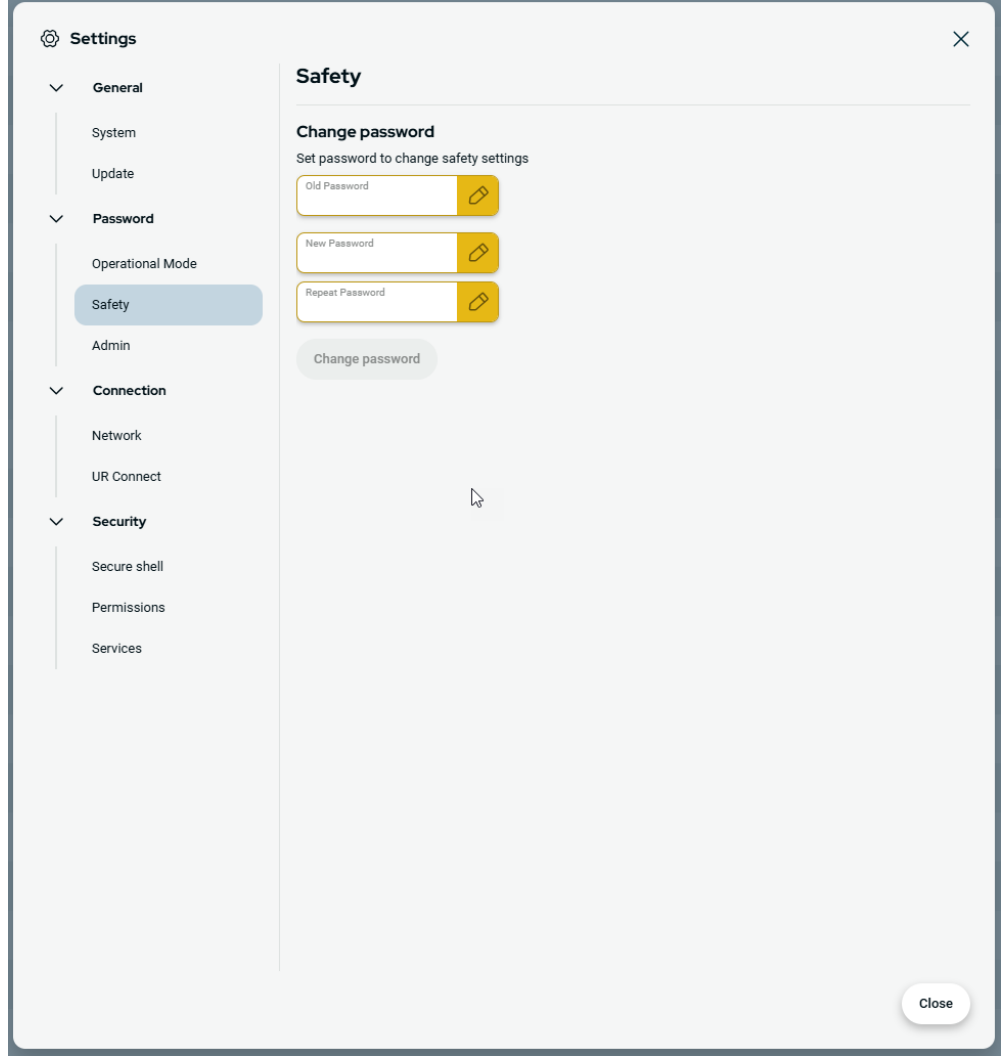 Settings
General
System
Update
Password
Operational Mode
Safety
Admin
Connection
Network
UR Connect
Security
Secure shell
Permissions
Services
Safety
Change password
Set password to change safety settings
Old Password
New Password
Repeat Password
Change password
Close